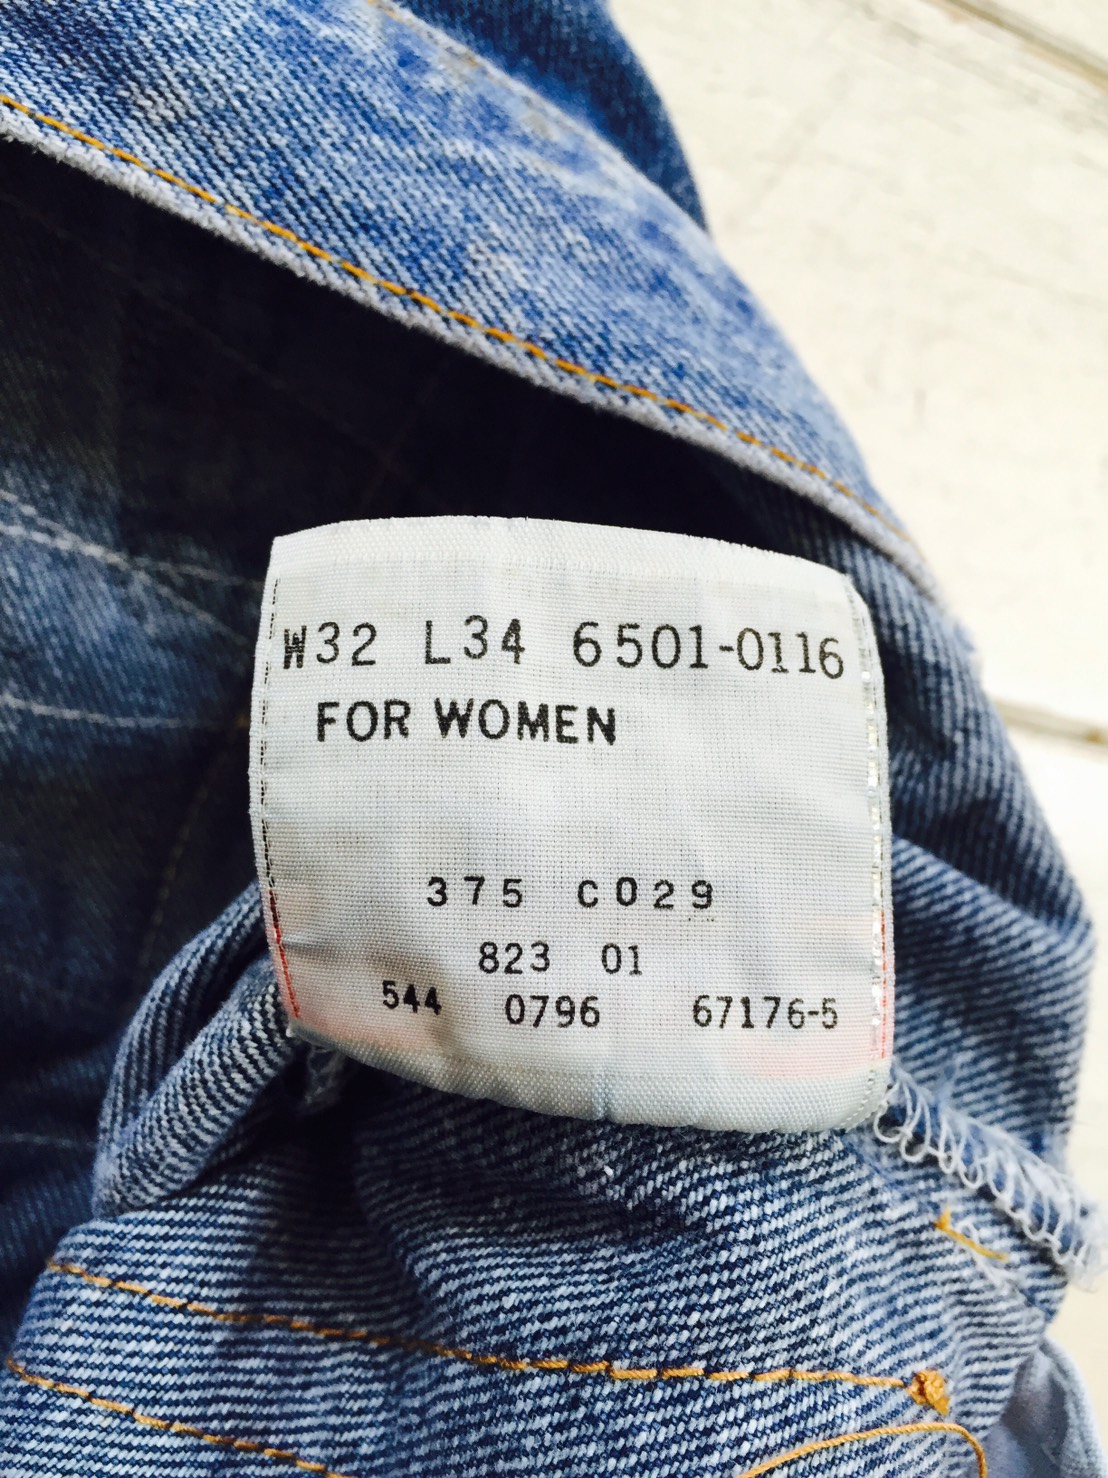 W32 L34 6501-0116
FOR WOMEN
375 C029
823 01
544 0796 67176-5